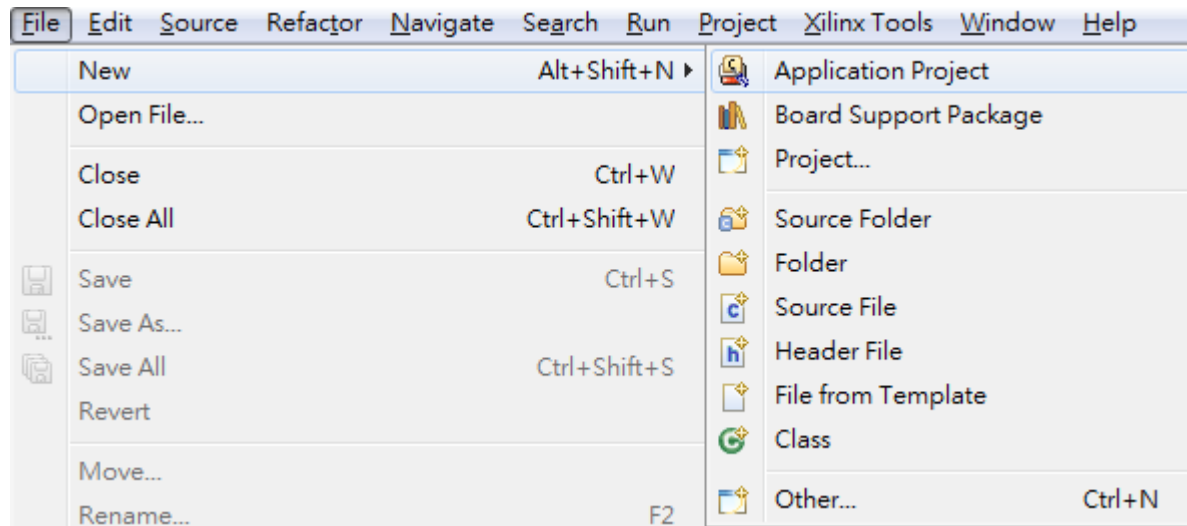 File Edit Source Refactor Navigate Search Run Project Xilinx Tools Window Help
New Alt+Shift+N
Open File...
Close Ctrl+W
Close All Ctrl+Shift+W
Save Ctrl+S
Save As...
Save All Ctrl+Shift+S
Revert
Move...
Rename... F2
Application Project
Board Support Package
Project...
Source Folder
Folder
Source File
Header File
File from Template
Class
Other... Ctrl+N